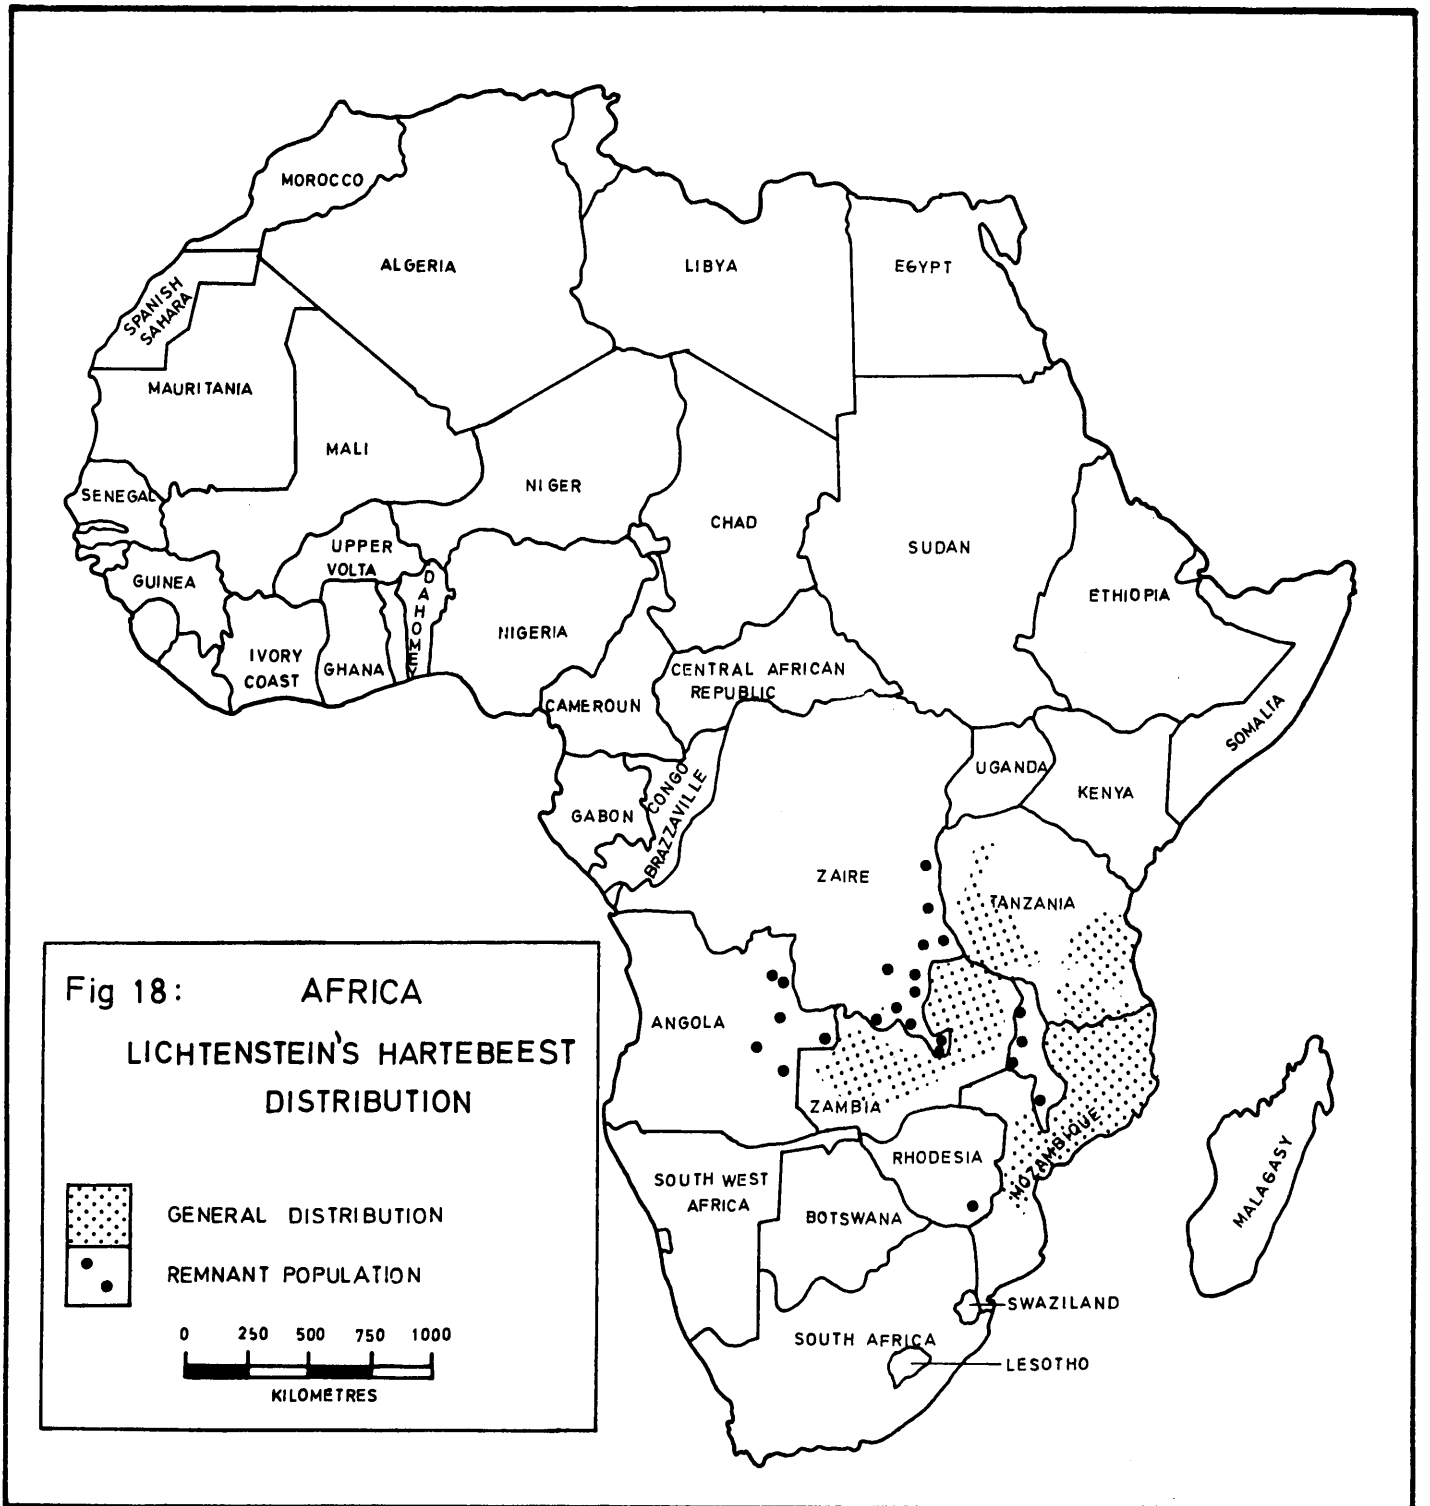 MOROCCO
ALGERIA
LIBYA
EGYPT
SPANISH
SAHARA
MAURITANIA
MALI
NIGER
CHAD
SUDAN
SENEGAL
GUINEA
UPPER
VOLTA
DAHOMEY
ETHIOPIA
NIGERIA
IVORY
COAST
GHANA
CENTRAL AFRICAN
REPUBLIC
CAMEROUN
SOMALIA
UGANDA
KENYA
GABON
CONGO
BRAZZAVILLE
ZAIRE
TANZANIA
ANGOLA
ZAMBIA
MOZAMBIQUE
RHODESIA
SOUTH WEST
AFRICA
BOTSWANA
MALAGASY
SWAZILAND
SOUTH AFRICA
LESOTHO
Fig 18: AFRICA
LICHTENSTEIN'S HARTEBEEST
DISTRIBUTION
GENERAL DISTRIBUTION
REMNANT POPULATION
0 250 500 750 1000
KILOMETRES